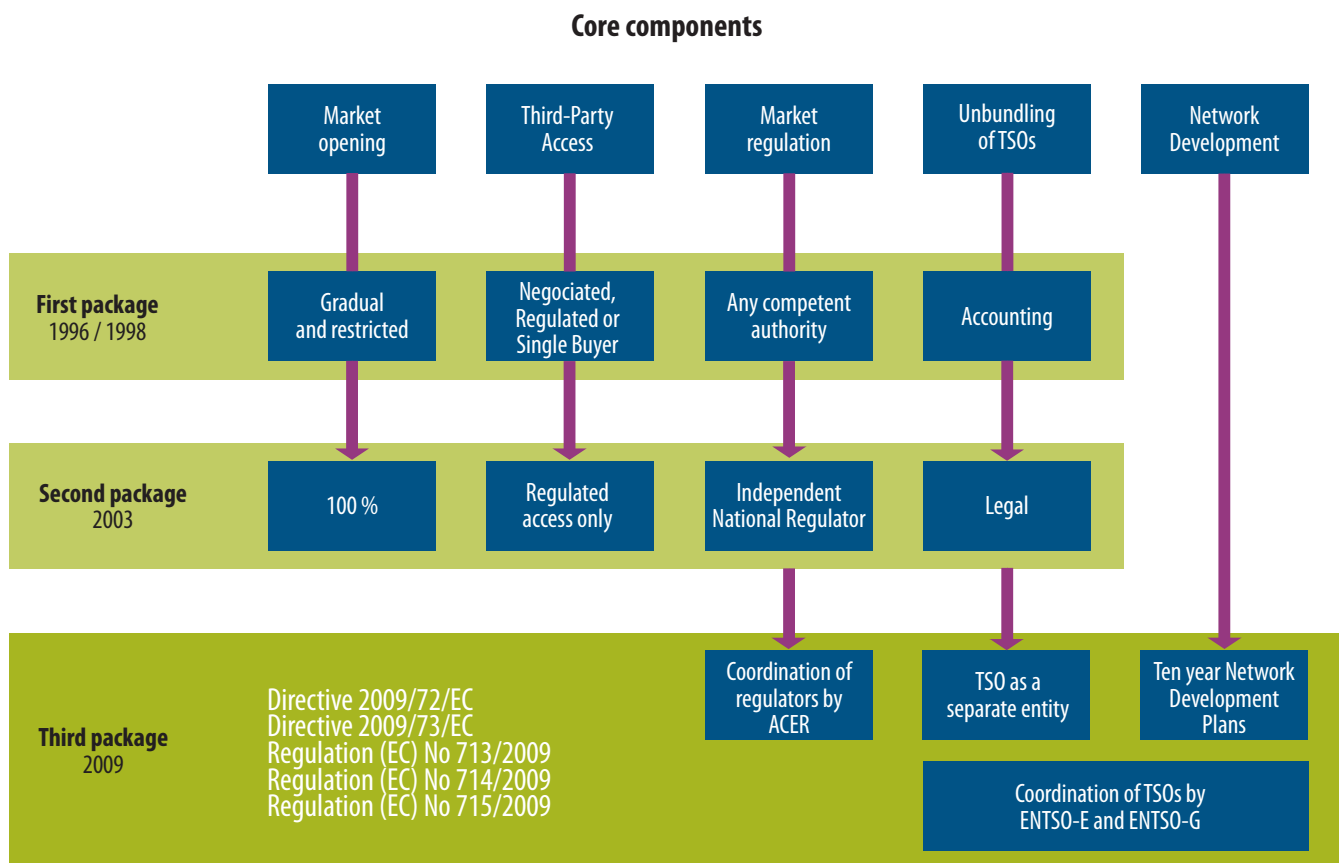 Core components
Market
opening
Third-Party
Access
Market
regulation
Unbundling
of TSOs
Network
Development
First package
1996 / 1998
Gradual
and restricted
Negociated,
Regulated or
Single Buyer
Any competent
authority
Accounting
Second package
2003
100 %
Regulated
access only
Independent
National Regulator
Legal
Third package
2009
Directive 2009/72/EC
Directive 2009/73/EC
Regulation (EC) No 713/2009
Regulation (EC) No 714/2009
Regulation (EC) No 715/2009
Coordination of
regulators by
ACER
TSO as a
separate entity
Ten year Network
Development
Plans
Coordination of TSOs by
ENTSO-E and ENTSO-G